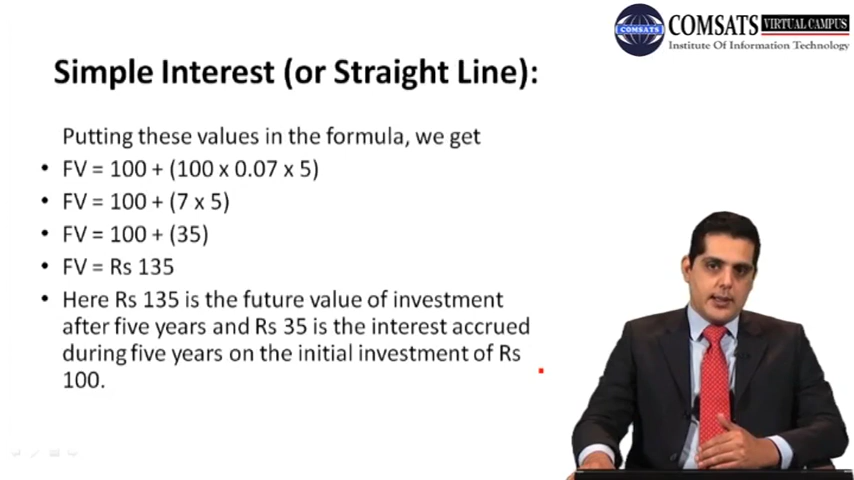 COMSATS
COMSATS VIRTUAL CAMPUS
Institute Of Information Technology
Simple Interest (or Straight Line):
Putting these values in the formula, we get
• FV = 100 + (100 x 0.07 x 5)
• FV = 100 + (7 x 5)
• FV = 100 + (35)
• FV = Rs 135
• Here Rs 135 is the future value of investment
after five years and Rs 35 is the interest accrued
during five years on the initial investment of Rs
100.